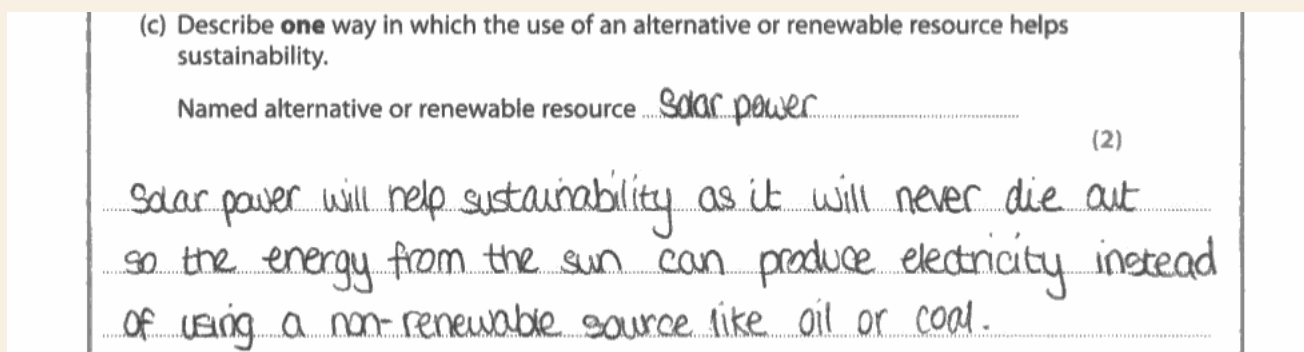 (c) Describe one way in which the use of an alternative or renewable resource helps
sustainability.
Named alternative or renewable resource Solar power
(2)
Solar power will help sustainability as it will never die out
so the energy from the sun can produce electricity instead
of using a non-renewable source like oil or coal.